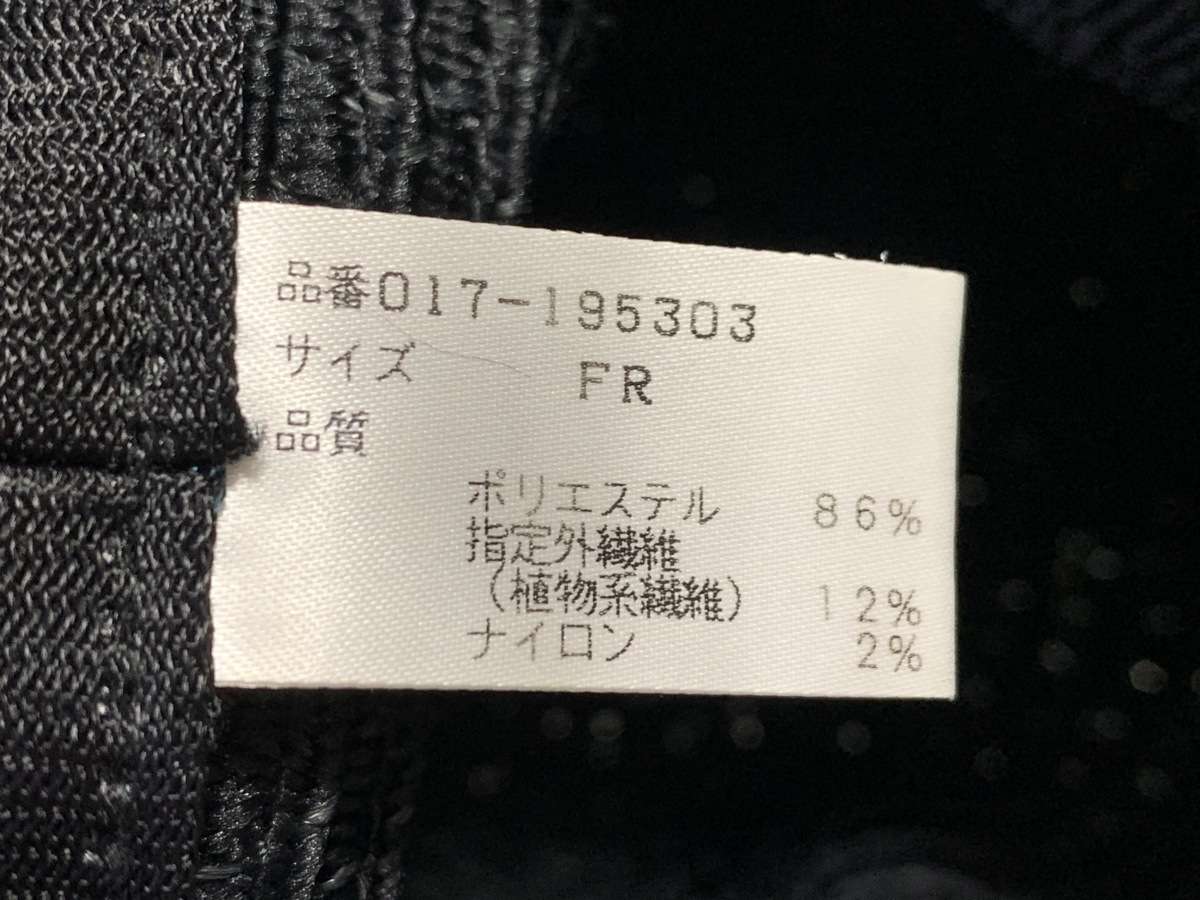 品番017-195303
サイズ FR
品質
ポリエステル 86%
指定外繊維
(植物系繊維) 12%
ナイロン 2%